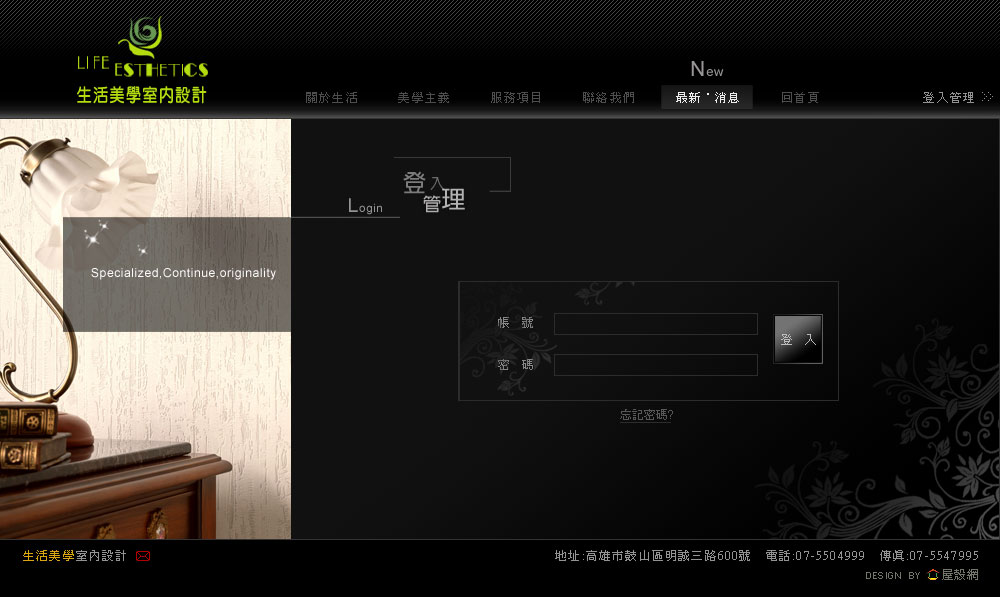 LIFE
ESTHETICS
生活美學室內設計
New
關於生活 美學主義 服務項目 聯絡我們 最新˙消息 回首頁 登入管理
登入
管理
Login
Specialized,Continue,originality
帳 號
密 碼
登 入
忘記密碼?
生活美學室內設計
地址:高雄市鼓山區明誠三路600號 電話:07-5504999 傳真:07-5547995
DESIGN BY 屋殼網